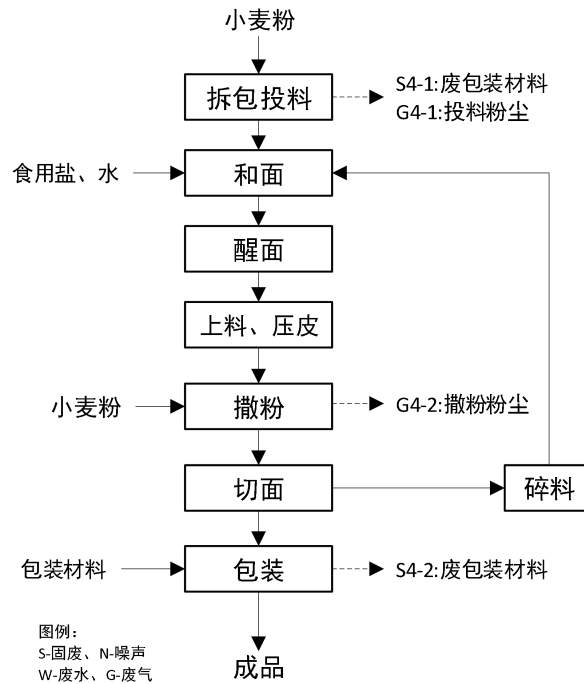 小麦粉
拆包投料
S4-1:废包装材料
G4-1:投料粉尘
食用盐、水
和面
醒面
上料、压皮
小麦粉
撒粉
G4-2:撒粉粉尘
切面
碎料
包装材料
包装
S4-2:废包装材料
图例：
S-固废、N-噪声
W-废水、G-废气
成品